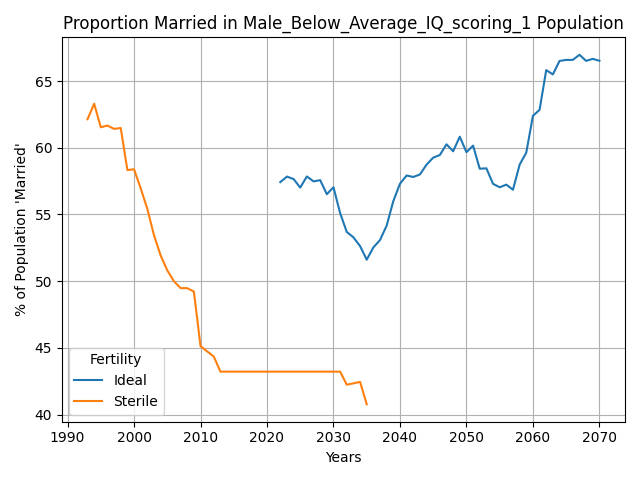 Proportion Married in Male_Below_Average_IQ_scoring_1 Population
% of Population 'Married'
65
60
55
50
45
40
Fertility
Ideal
Sterile
1990 2000 2010 2020 2030 2040 2050 2060 2070
Years